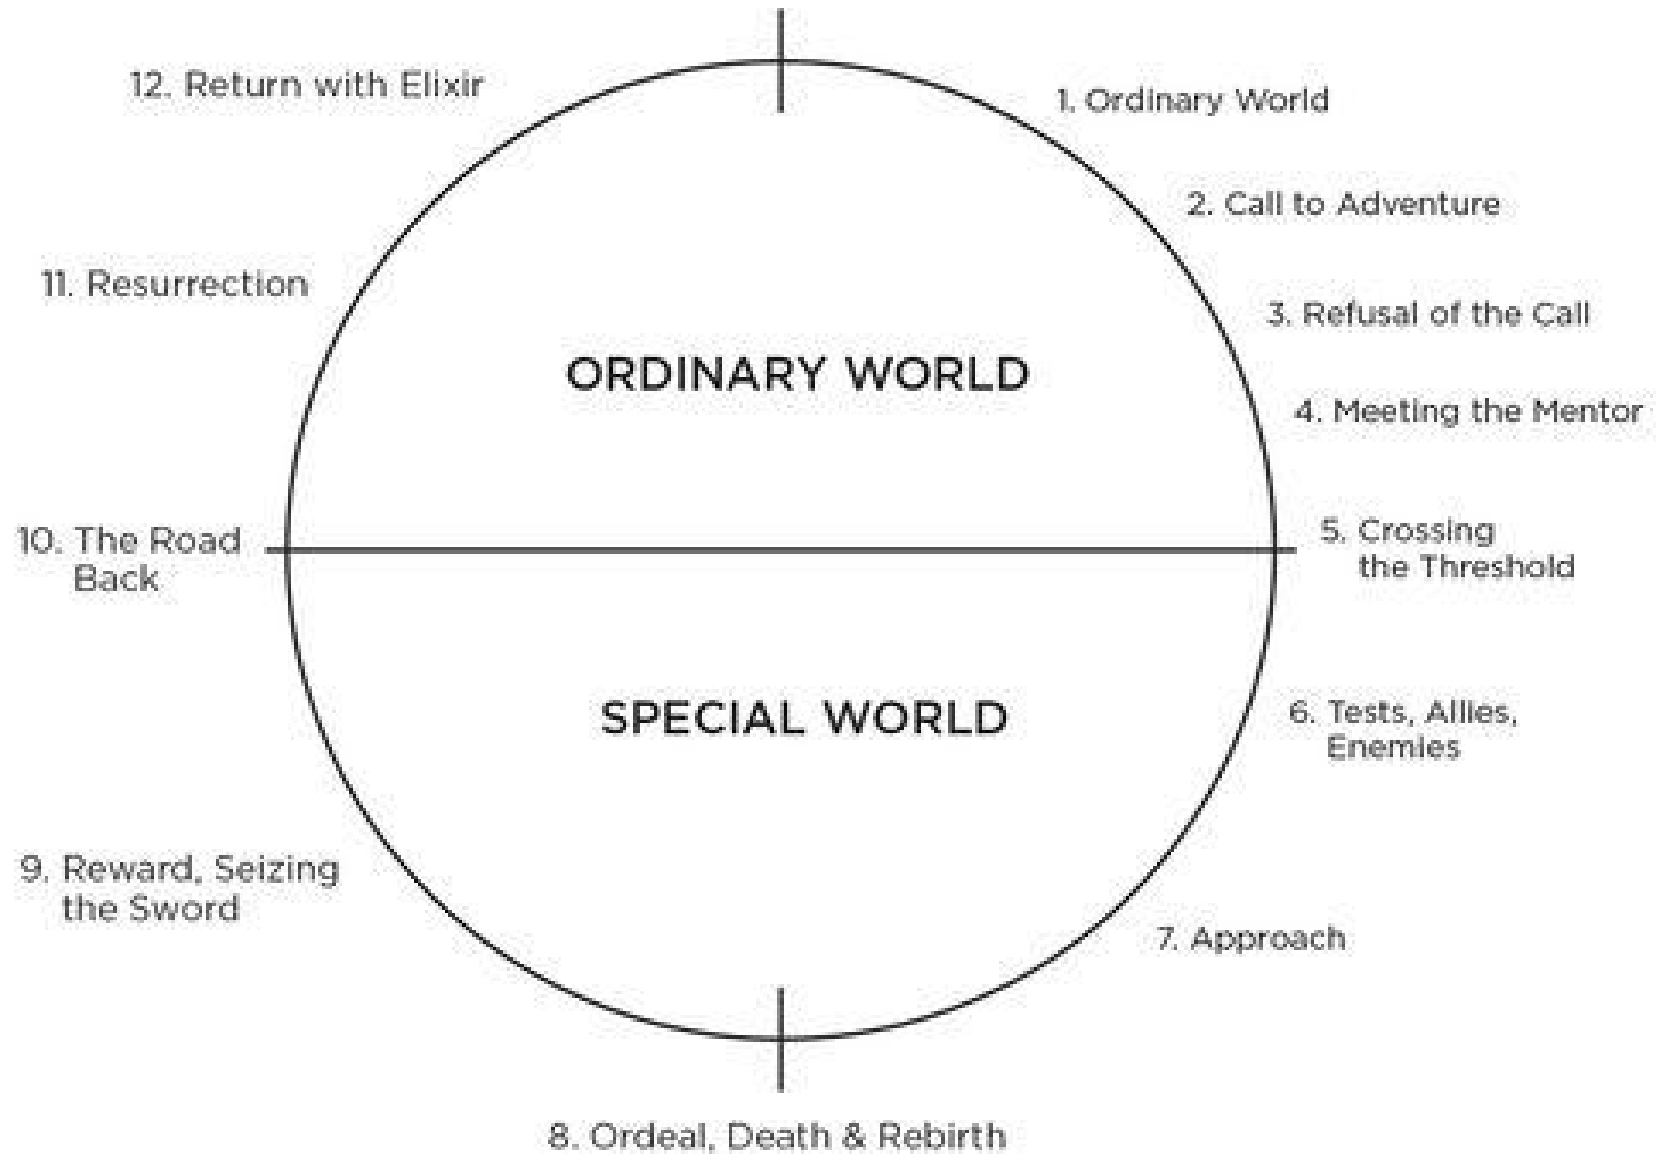 12. Return with Elixir
1. Ordinary World
2. Call to Adventure
11. Resurrection
3. Refusal of the Call
ORDINARY WORLD
4. Meeting the Mentor
10. The Road
Back
5. Crossing
the Threshold
SPECIAL WORLD
6. Tests, Allies,
Enemies
9. Reward, Seizing
the Sword
7. Approach
8. Ordeal, Death & Rebirth